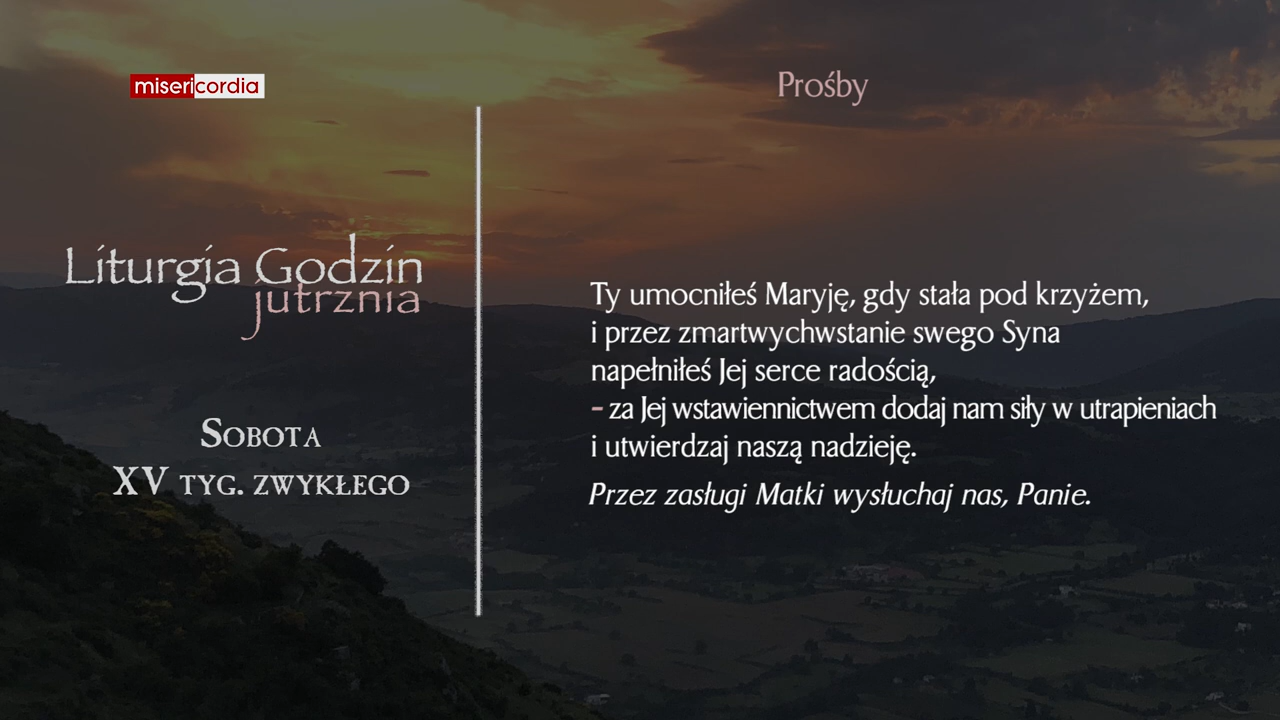 misericordia
Liturgia Godzin
jutrznia
Sobota
XV tyg. zwykłego
Prośby
Ty umocniłeś Maryję, gdy stała pod krzyżem,
i przez zmartwychwstanie swego Syna
napełniłeś Jej serce radością,
- za Jej wstawiennictwem dodaj nam siły w utrapieniach
i utwierdzaj naszą nadzieję.
Przez zasługi Matki wysłuchaj nas, Panie.